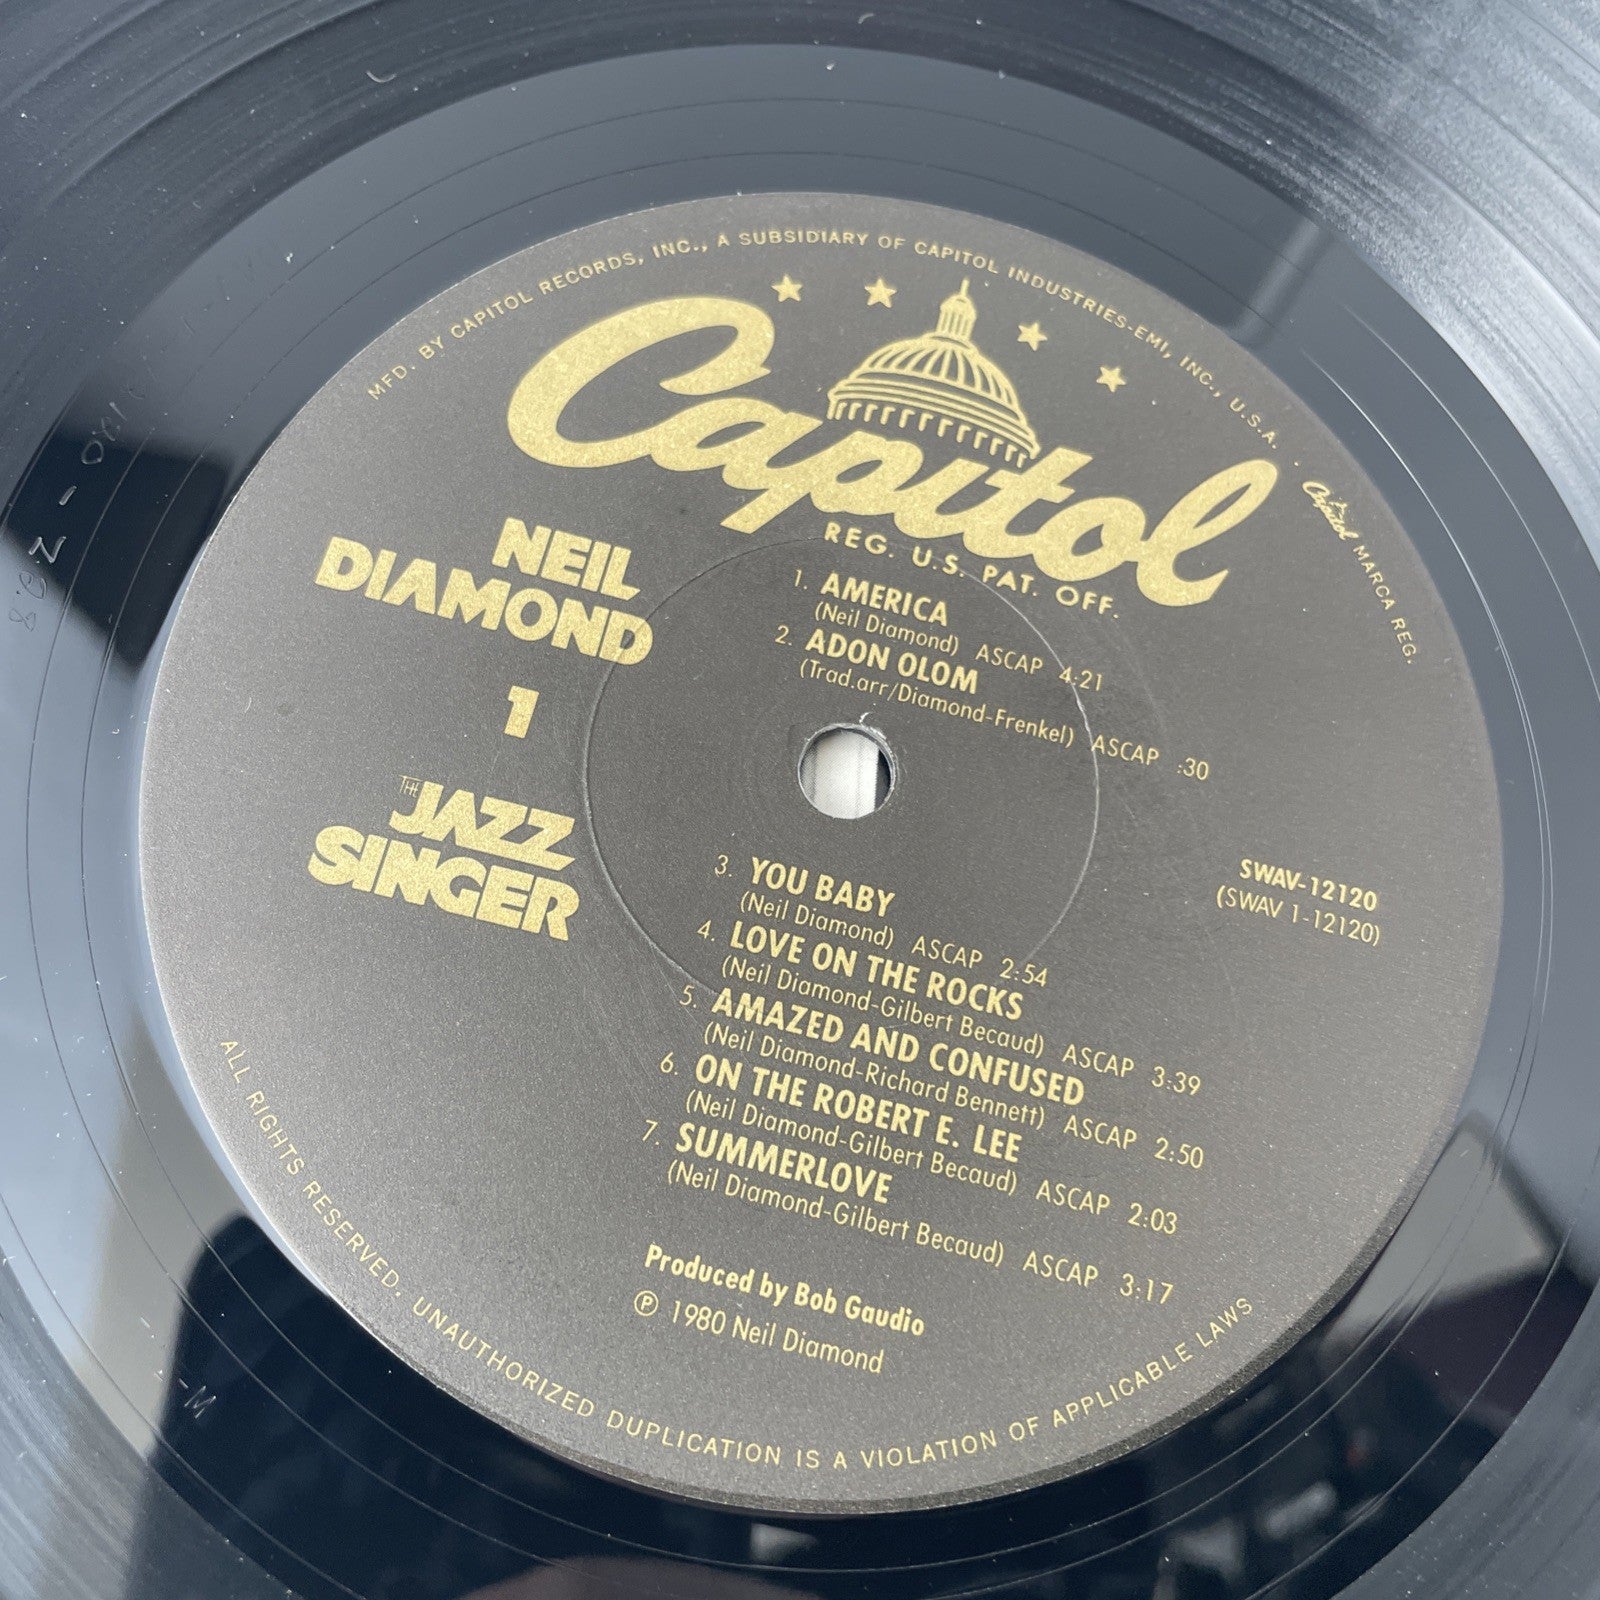 MFD. BY CAPITOL RECORDS, INC., A SUBSIDIARY OF CAPITOL INDUSTRIES-EMI, INC., U.S.A. · Capitol MARCA REG.
Capitol
REG. U.S. PAT. OFF.
NEIL
DIAMOND
1
THE
JAZZ
SINGER
1. AMERICA
(Neil Diamond) ASCAP 4:21
2. ADON OLOM
(Trad.arr/Diamond-Frenkel) ASCAP :30
SWAV-12120
(SWAV 1-12120)
3. YOU BABY
(Neil Diamond) ASCAP 2:54
4. LOVE ON THE ROCKS
(Neil Diamond-Gilbert Becaud) ASCAP 3:39
5. AMAZED AND CONFUSED
(Neil Diamond-Richard Bennett) ASCAP 2:50
6. ON THE ROBERT E. LEE
(Neil Diamond-Gilbert Becaud) ASCAP 2:03
7. SUMMERLOVE
(Neil Diamond-Gilbert Becaud) ASCAP 3:17
Produced by Bob Gaudio
℗ 1980 Neil Diamond
ALL RIGHTS RESERVED. UNAUTHORIZED DUPLICATION IS A VIOLATION OF APPLICABLE LAWS